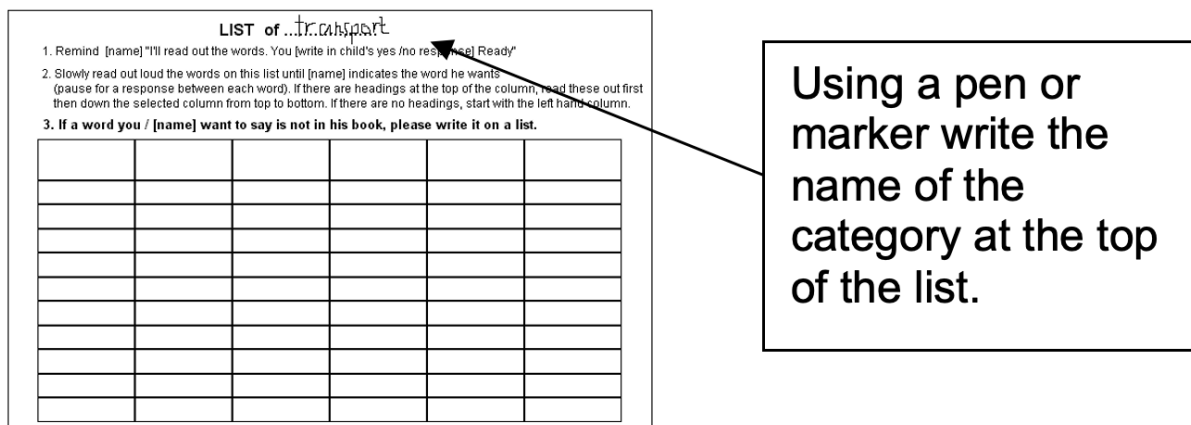 LIST of ...transport
1. Remind [name] "I'll read out the words. You [write in child's yes /no response] Ready"
2. Slowly read out loud the words on this list until [name] indicates the word he wants
(pause for a response between each word). If there are headings at the top of the column, read these out first
then down the selected column from top to bottom. If there are no headings, start with the left hand column.
3. If a word you / [name] want to say is not in his book, please write it on a list.
Using a pen or
marker write the
name of the
category at the top
of the list.